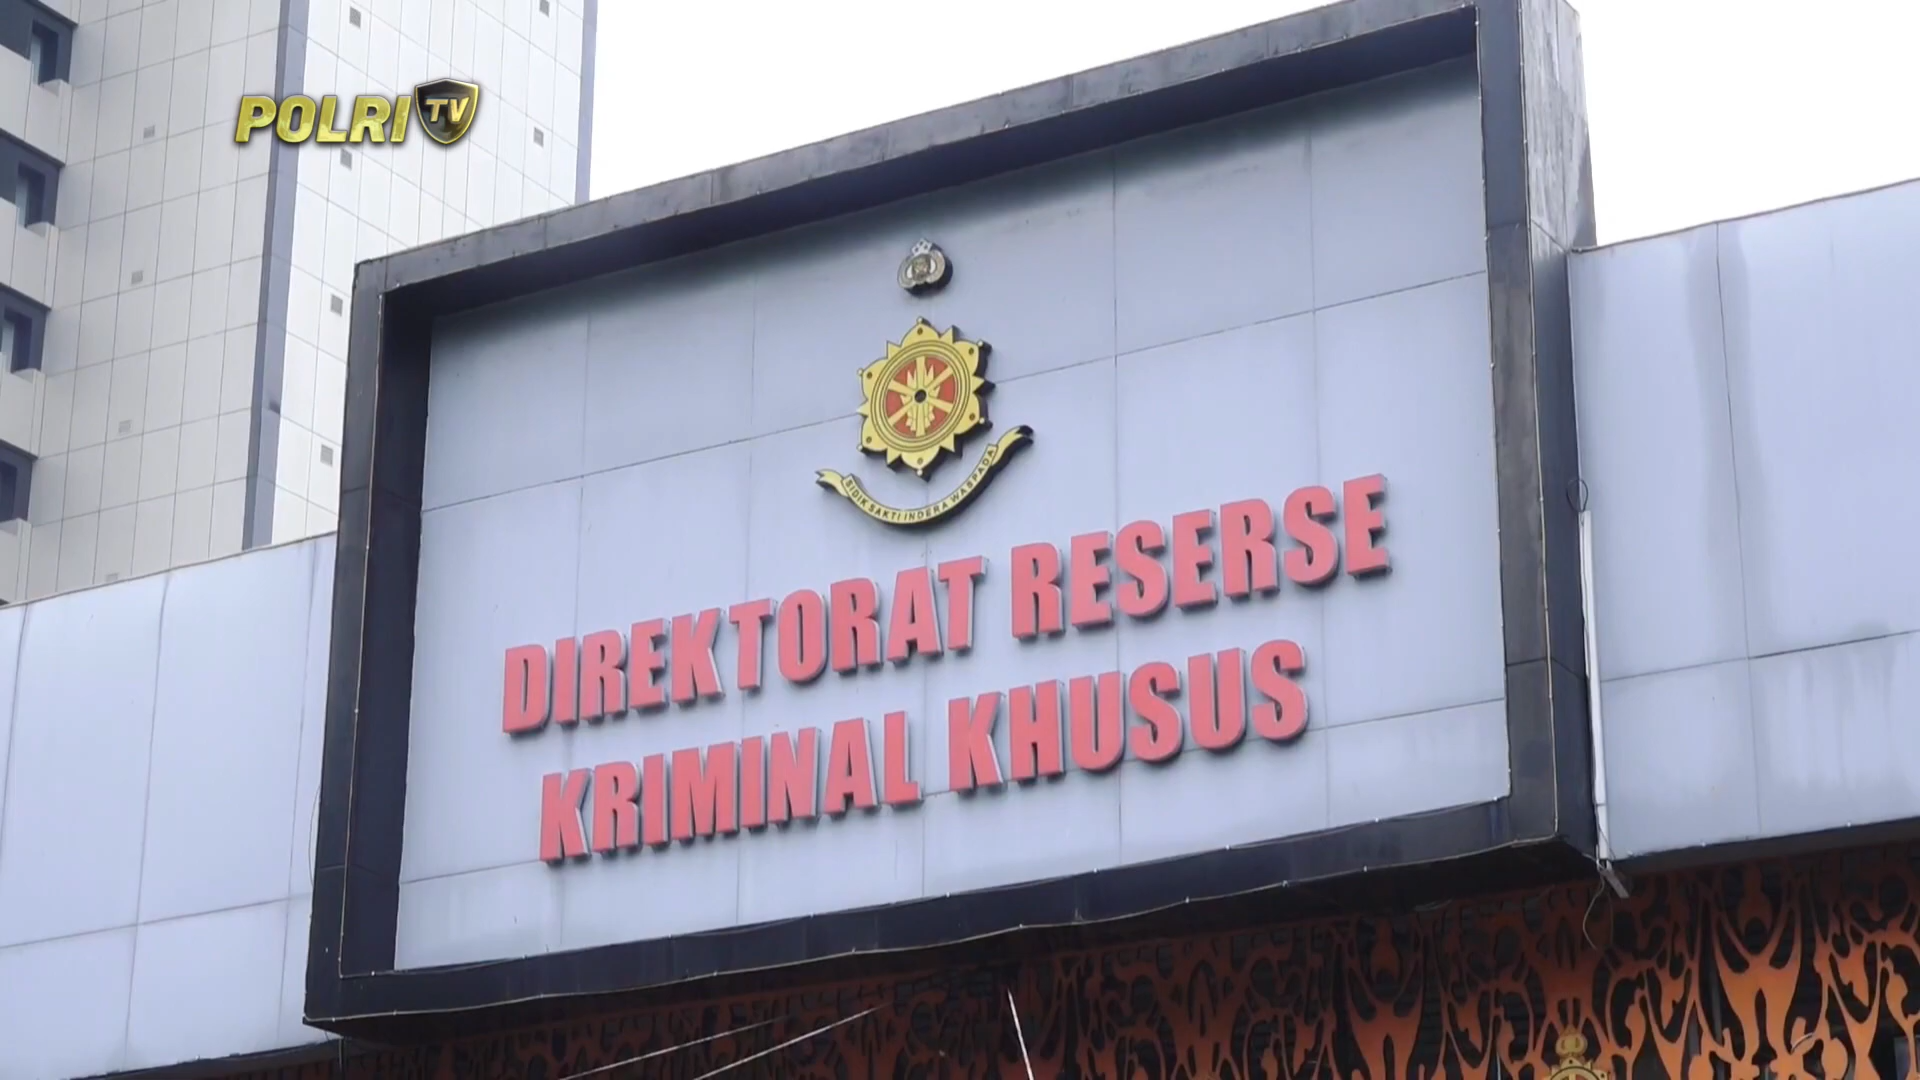 POLRI TV
SIDIK SAKTI INDERA WASPADA
DIREKTORAT RESERSE
KRIMINAL KHUSUS